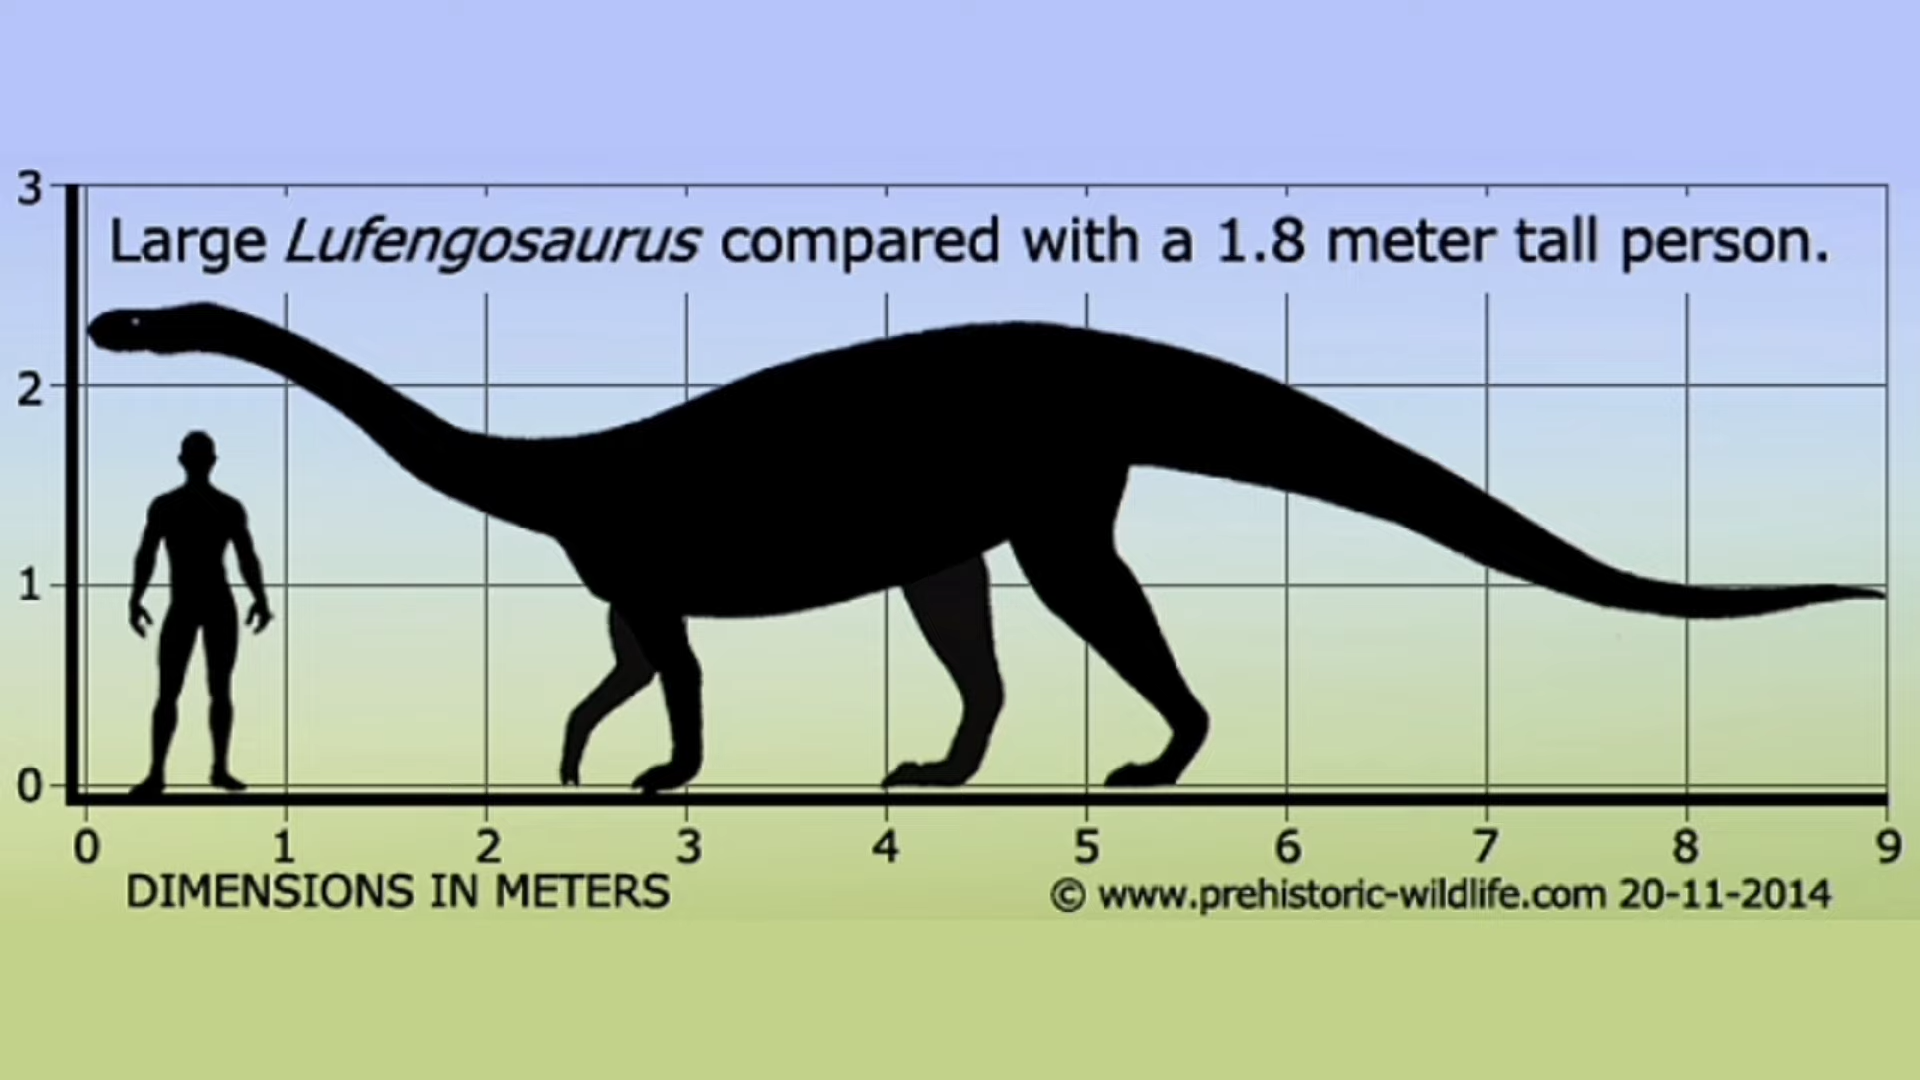 3
Large Lufengosaurus compared with a 1.8 meter tall person.
2
1
0
0 1 2 3 4 5 6 7 8 9
DIMENSIONS IN METERS
© www.prehistoric-wildlife.com 20-11-2014